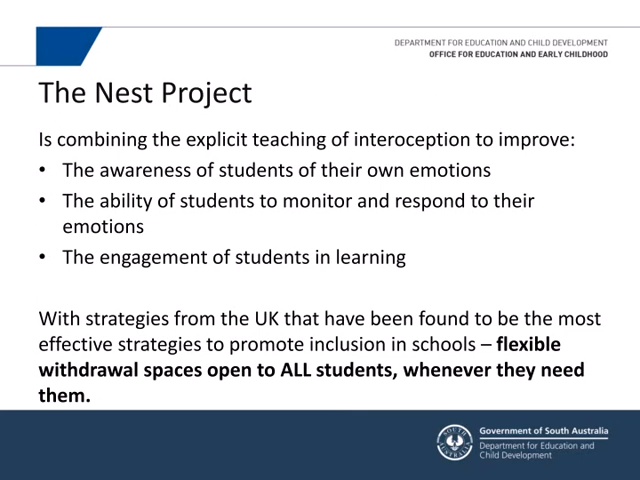 DEPARTMENT FOR EDUCATION AND CHILD DEVELOPMENT
OFFICE FOR EDUCATION AND EARLY CHILDHOOD
The Nest Project
Is combining the explicit teaching of interoception to improve:
• The awareness of students of their own emotions
• The ability of students to monitor and respond to their
emotions
• The engagement of students in learning
With strategies from the UK that have been found to be the most
effective strategies to promote inclusion in schools – flexible
withdrawal spaces open to ALL students, whenever they need
them.
SOUTH AUSTRALIA
Government of South Australia
Department for Education and
Child Development